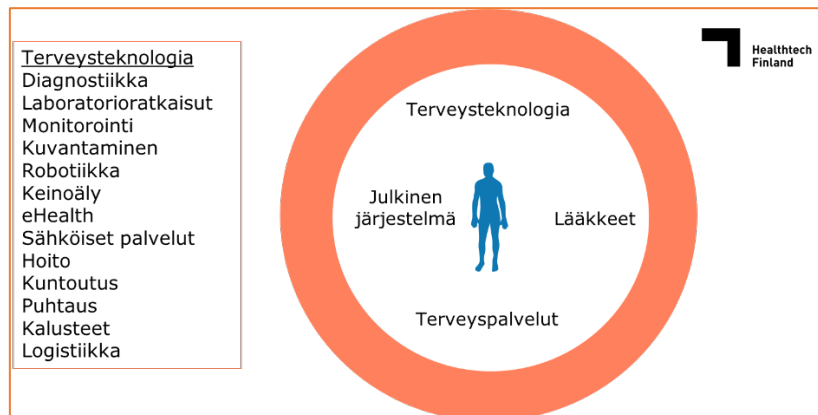 Terveysteknologia
Diagnostiikka
Laboratorioratkaisut
Monitorointi
Kuvantaminen
Robotiikka
Keinoäly
eHealth
Sähköiset palvelut
Hoito
Kuntoutus
Puhtaus
Kalusteet
Logistiikka
Terveysteknologia
Julkinen
järjestelmä
Lääkkeet
Terveyspalvelut
Healthtech
Finland